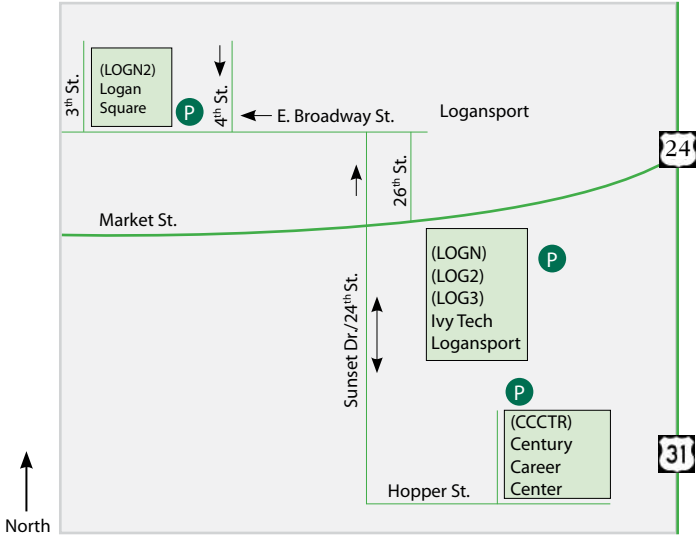 (LOGN2)
Logan
Square
3th St.
P
4th St.
E. Broadway St.
Logansport
24
26th St.
Market St.
(LOGN)
(LOG2)
(LOG3)
Ivy Tech
Logansport
P
Sunset Dr./24th St.
P
(CCCTR)
Century
Career
Center
31
Hopper St.
North